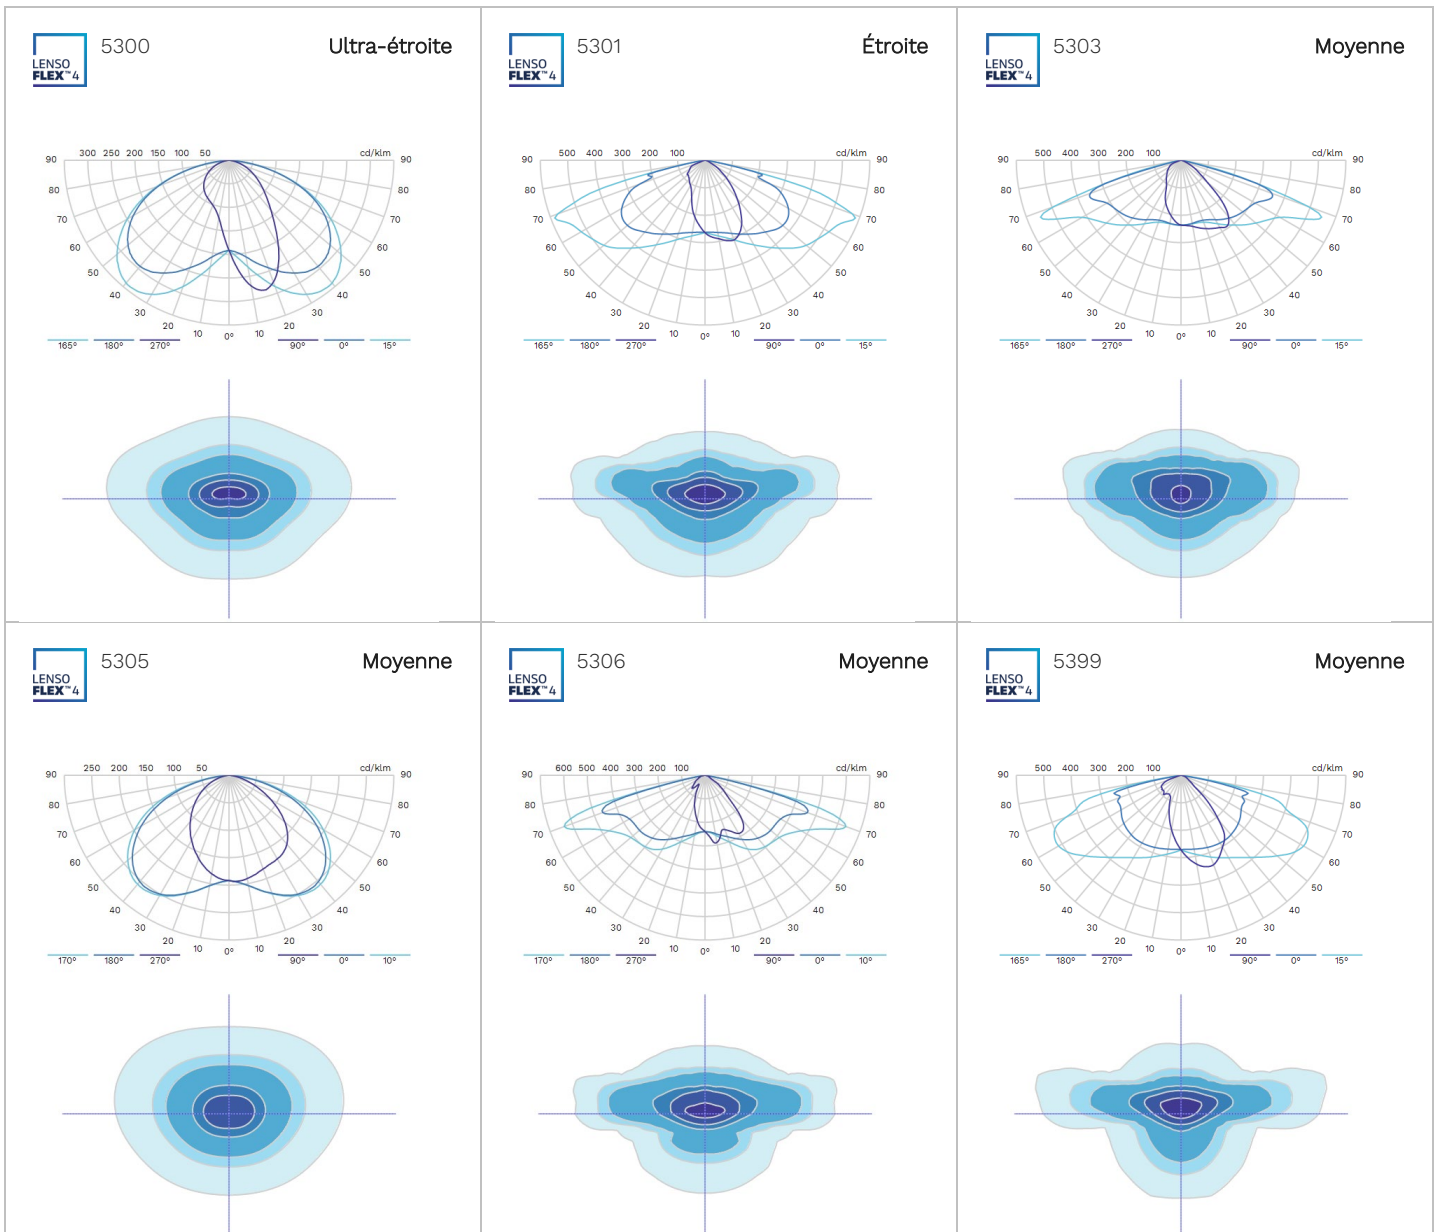 5300 Ultra-étroite
LENSO
FLEX™4
300 250 200 150 100 50 cd/klm
90 90
80 80
70 70
60 60
50 50
40 40
30 30
20 20
10 0° 10
165° 180° 270° 90° 0° 15°
5301 Étroite
LENSO
FLEX™4
500 400 300 200 100 cd/klm
90 90
80 80
70 70
60 60
50 50
40 40
30 30
20 20
10 0° 10
165° 180° 270° 90° 0° 15°
5303 Moyenne
LENSO
FLEX™4
500 400 300 200 100 cd/klm
90 90
80 80
70 70
60 60
50 50
40 40
30 30
20 20
10 0° 10
165° 180° 270° 90° 0° 15°
5305 Moyenne
LENSO
FLEX™4
250 200 150 100 50 cd/klm
90 90
80 80
70 70
60 60
50 50
40 40
30 30
20 20
10 0° 10
170° 180° 270° 90° 0° 10°
5306 Moyenne
LENSO
FLEX™4
600 500 400 300 200 100 cd/klm
90 90
80 80
70 70
60 60
50 50
40 40
30 30
20 20
10 0° 10
170° 180° 270° 90° 0° 10°
5399 Moyenne
LENSO
FLEX™4
500 400 300 200 100 cd/klm
90 90
80 80
70 70
60 60
50 50
40 40
30 30
20 20
10 0° 10
165° 180° 270° 90° 0° 15°